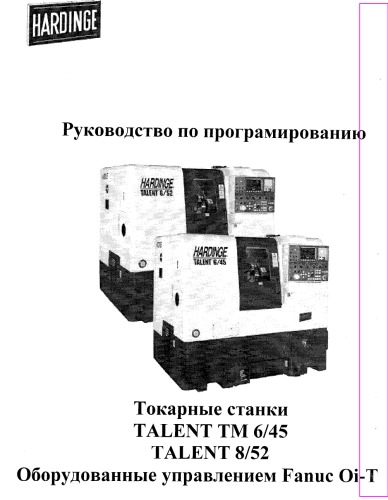 HARDINGE
Руководство по програмированию
HARDINGE
TALENT 6/52
HARDINGE
TALENT 6/45
Токарные станки
TALENT TM 6/45
TALENT 8/52
Оборудованные управлением Fanuc Oi-T